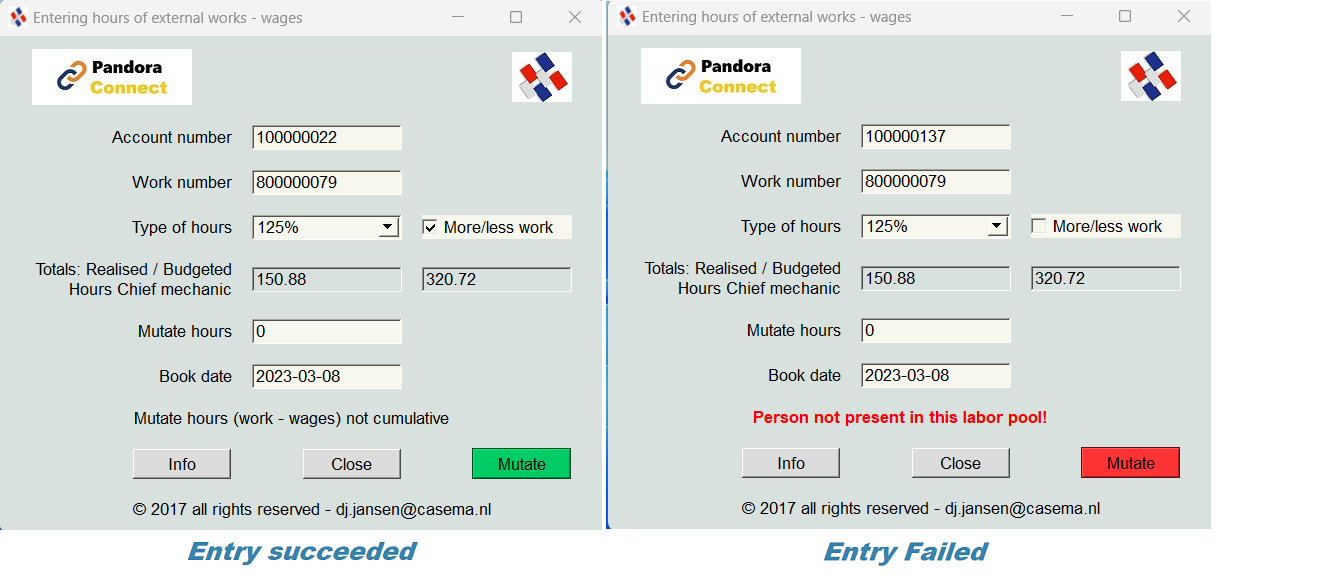 Entering hours of external works - wages
Pandora
Connect
Account number 100000022
Work number 800000079
Type of hours 125% More/less work
Totals: Realised / Budgeted
Hours Chief mechanic 150.88 320.72
Mutate hours 0
Book date 2023-03-08
Mutate hours (work - wages) not cumulative
Info Close Mutate
© 2017 all rights reserved - dj.jansen@casema.nl
Entry succeeded
Entering hours of external works - wages
Pandora
Connect
Account number 100000137
Work number 800000079
Type of hours 125% More/less work
Totals: Realised / Budgeted
Hours Chief mechanic 150.88 320.72
Mutate hours 0
Book date 2023-03-08
Person not present in this labor pool!
Info Close Mutate
© 2017 all rights reserved - dj.jansen@casema.nl
Entry Failed